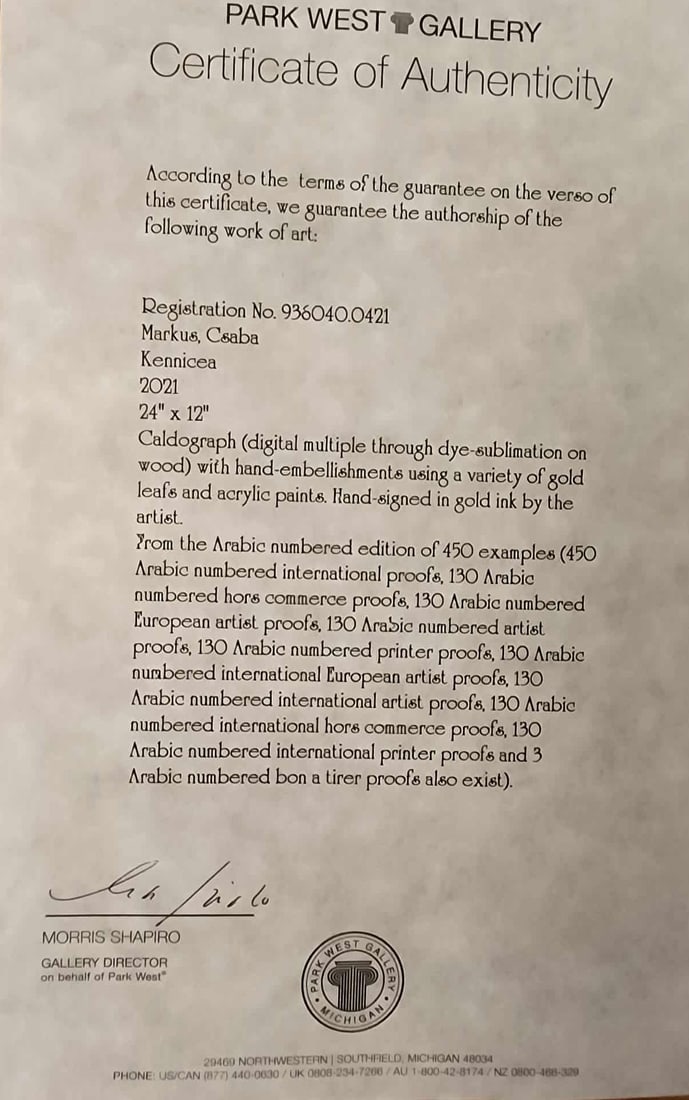 PARK WEST GALLERY
Certificate of Authenticity
According to the terms of the guarantee on the verso of
this certificate, we guarantee the authorship of the
following work of art:
Registration No. 936040.0421
Markus, Csaba
Kennicea
2021
24" x 12"
Caldograph (digital multiple through dye-sublimation on
wood) with hand-embellishments using a variety of gold
leafs and acrylic paints. Hand-signed in gold ink by the
artist.
From the Arabic numbered edition of 450 examples (450
Arabic numbered international proofs, 130 Arabic
numbered hors commerce proofs, 130 Arabic numbered
European artist proofs, 130 Arabic numbered artist
proofs, 130 Arabic numbered printer proofs, 130 Arabic
numbered international European artist proofs, 130
Arabic numbered international artist proofs, 130 Arabic
numbered international hors commerce proofs, 130
Arabic numbered international printer proofs and 3
Arabic numbered bon a tirer proofs also exist).
MORRIS SHAPIRO
GALLERY DIRECTOR
on behalf of Park West®
PARK WEST GALLERY • MICHIGAN •
29469 NORTHWESTERN | SOUTHFIELD, MICHIGAN 48034
PHONE: US/CAN (877) 440-0630 / UK 0808-234-7266 / AU 1-800-42-8174 / NZ 0800-468-329